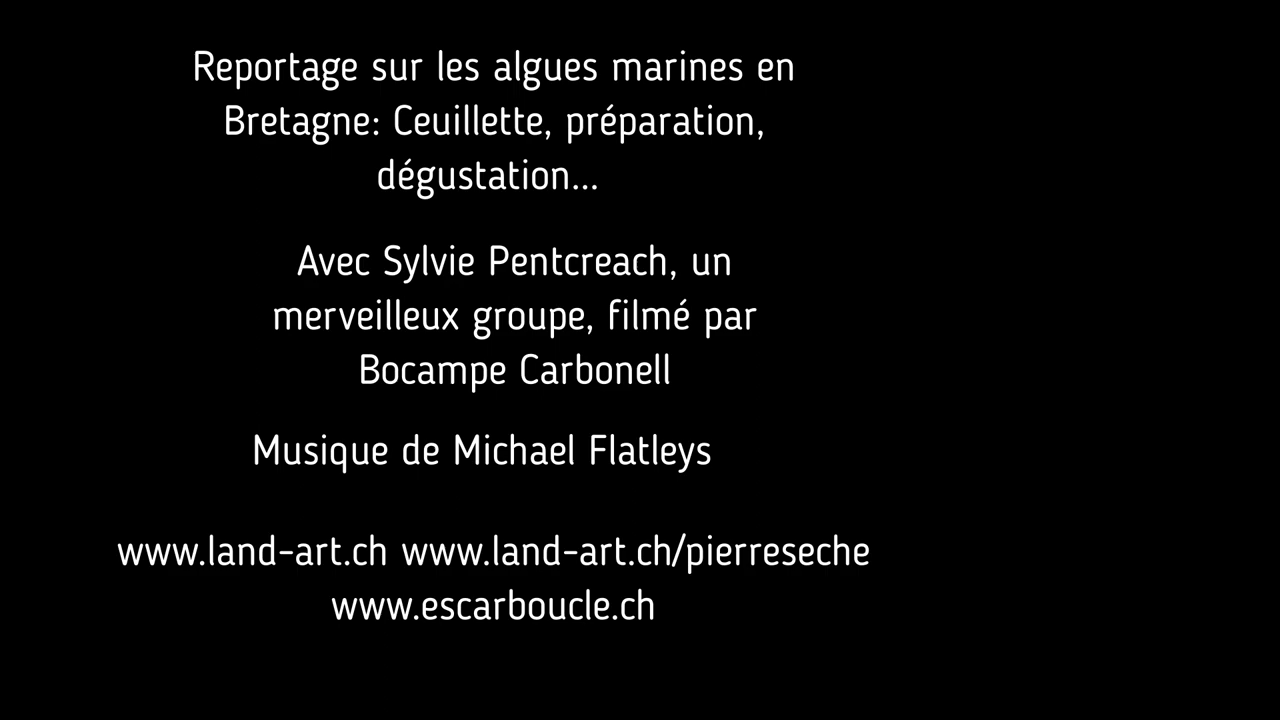 Reportage sur les algues marines en
Bretagne: Ceuillette, préparation,
dégustation...
Avec Sylvie Pentcreach, un
merveilleux groupe, filmé par
Bocampe Carbonell
Musique de Michael Flatleys
www.land-art.ch www.land-art.ch/pierreseche
www.escarboucle.ch